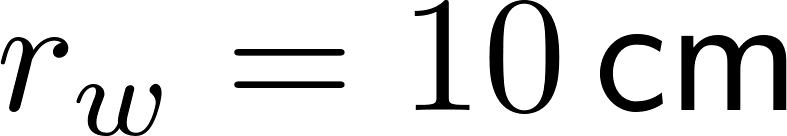 r_w = 10 cm